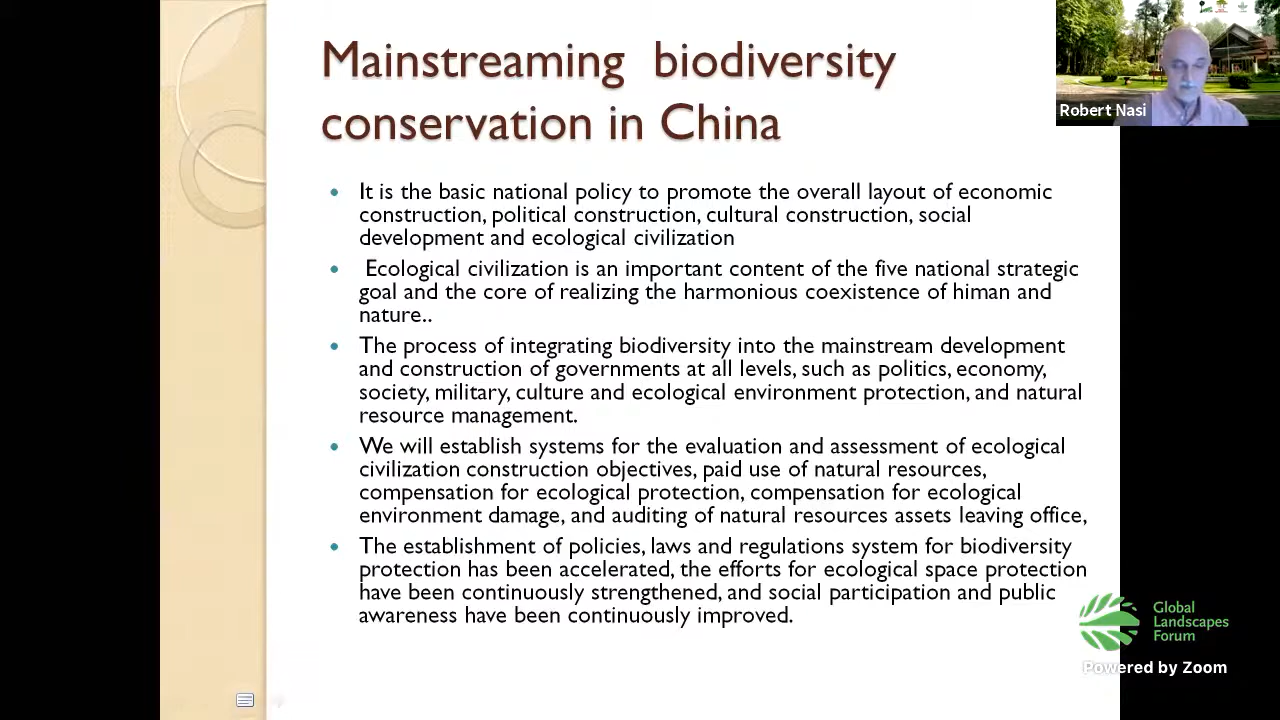 Mainstreaming biodiversity
conservation in China
Robert Nasi
• It is the basic national policy to promote the overall layout of economic
construction, political construction, cultural construction, social
development and ecological civilization
• Ecological civilization is an important content of the five national strategic
goal and the core of realizing the harmonious coexistence of himan and
nature..
• The process of integrating biodiversity into the mainstream development
and construction of governments at all levels, such as politics, economy,
society, military, culture and ecological environment protection, and natural
resource management.
• We will establish systems for the evaluation and assessment of ecological
civilization construction objectives, paid use of natural resources,
compensation for ecological protection, compensation for ecological
environment damage, and auditing of natural resources assets leaving office,
• The establishment of policies, laws and regulations system for biodiversity
protection has been accelerated, the efforts for ecological space protection
have been continuously strengthened, and social participation and public
awareness have been continuously improved.
Global
Landscapes
Forum
Powered by Zoom